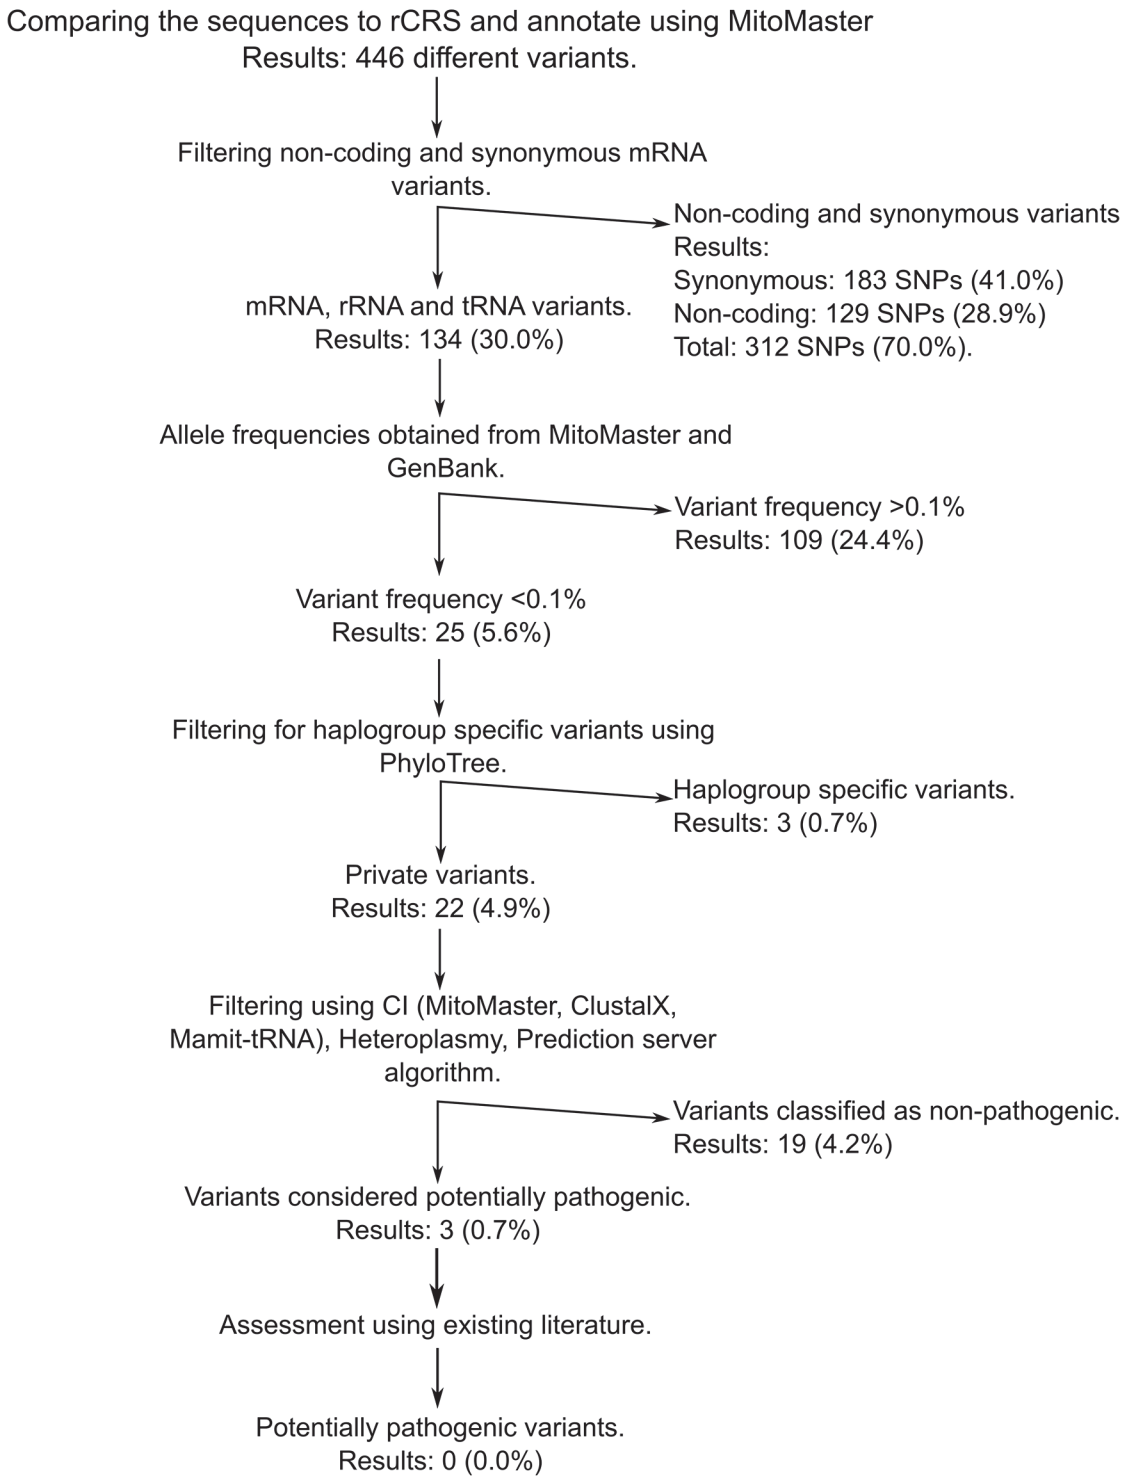 Comparing the sequences to rCRS and annotate using MitoMaster
Results: 446 different variants.
Filtering non-coding and synonymous mRNA
variants.
Non-coding and synonymous variants
Results:
Synonymous: 183 SNPs (41.0%)
Non-coding: 129 SNPs (28.9%)
Total: 312 SNPs (70.0%).
mRNA, rRNA and tRNA variants.
Results: 134 (30.0%)
Allele frequencies obtained from MitoMaster and
GenBank.
Variant frequency >0.1%
Results: 109 (24.4%)
Variant frequency <0.1%
Results: 25 (5.6%)
Filtering for haplogroup specific variants using
PhyloTree.
Haplogroup specific variants.
Results: 3 (0.7%)
Private variants.
Results: 22 (4.9%)
Filtering using CI (MitoMaster, ClustalX,
Mamit-tRNA), Heteroplasmy, Prediction server
algorithm.
Variants classified as non-pathogenic.
Results: 19 (4.2%)
Variants considered potentially pathogenic.
Results: 3 (0.7%)
Assessment using existing literature.
Potentially pathogenic variants.
Results: 0 (0.0%)